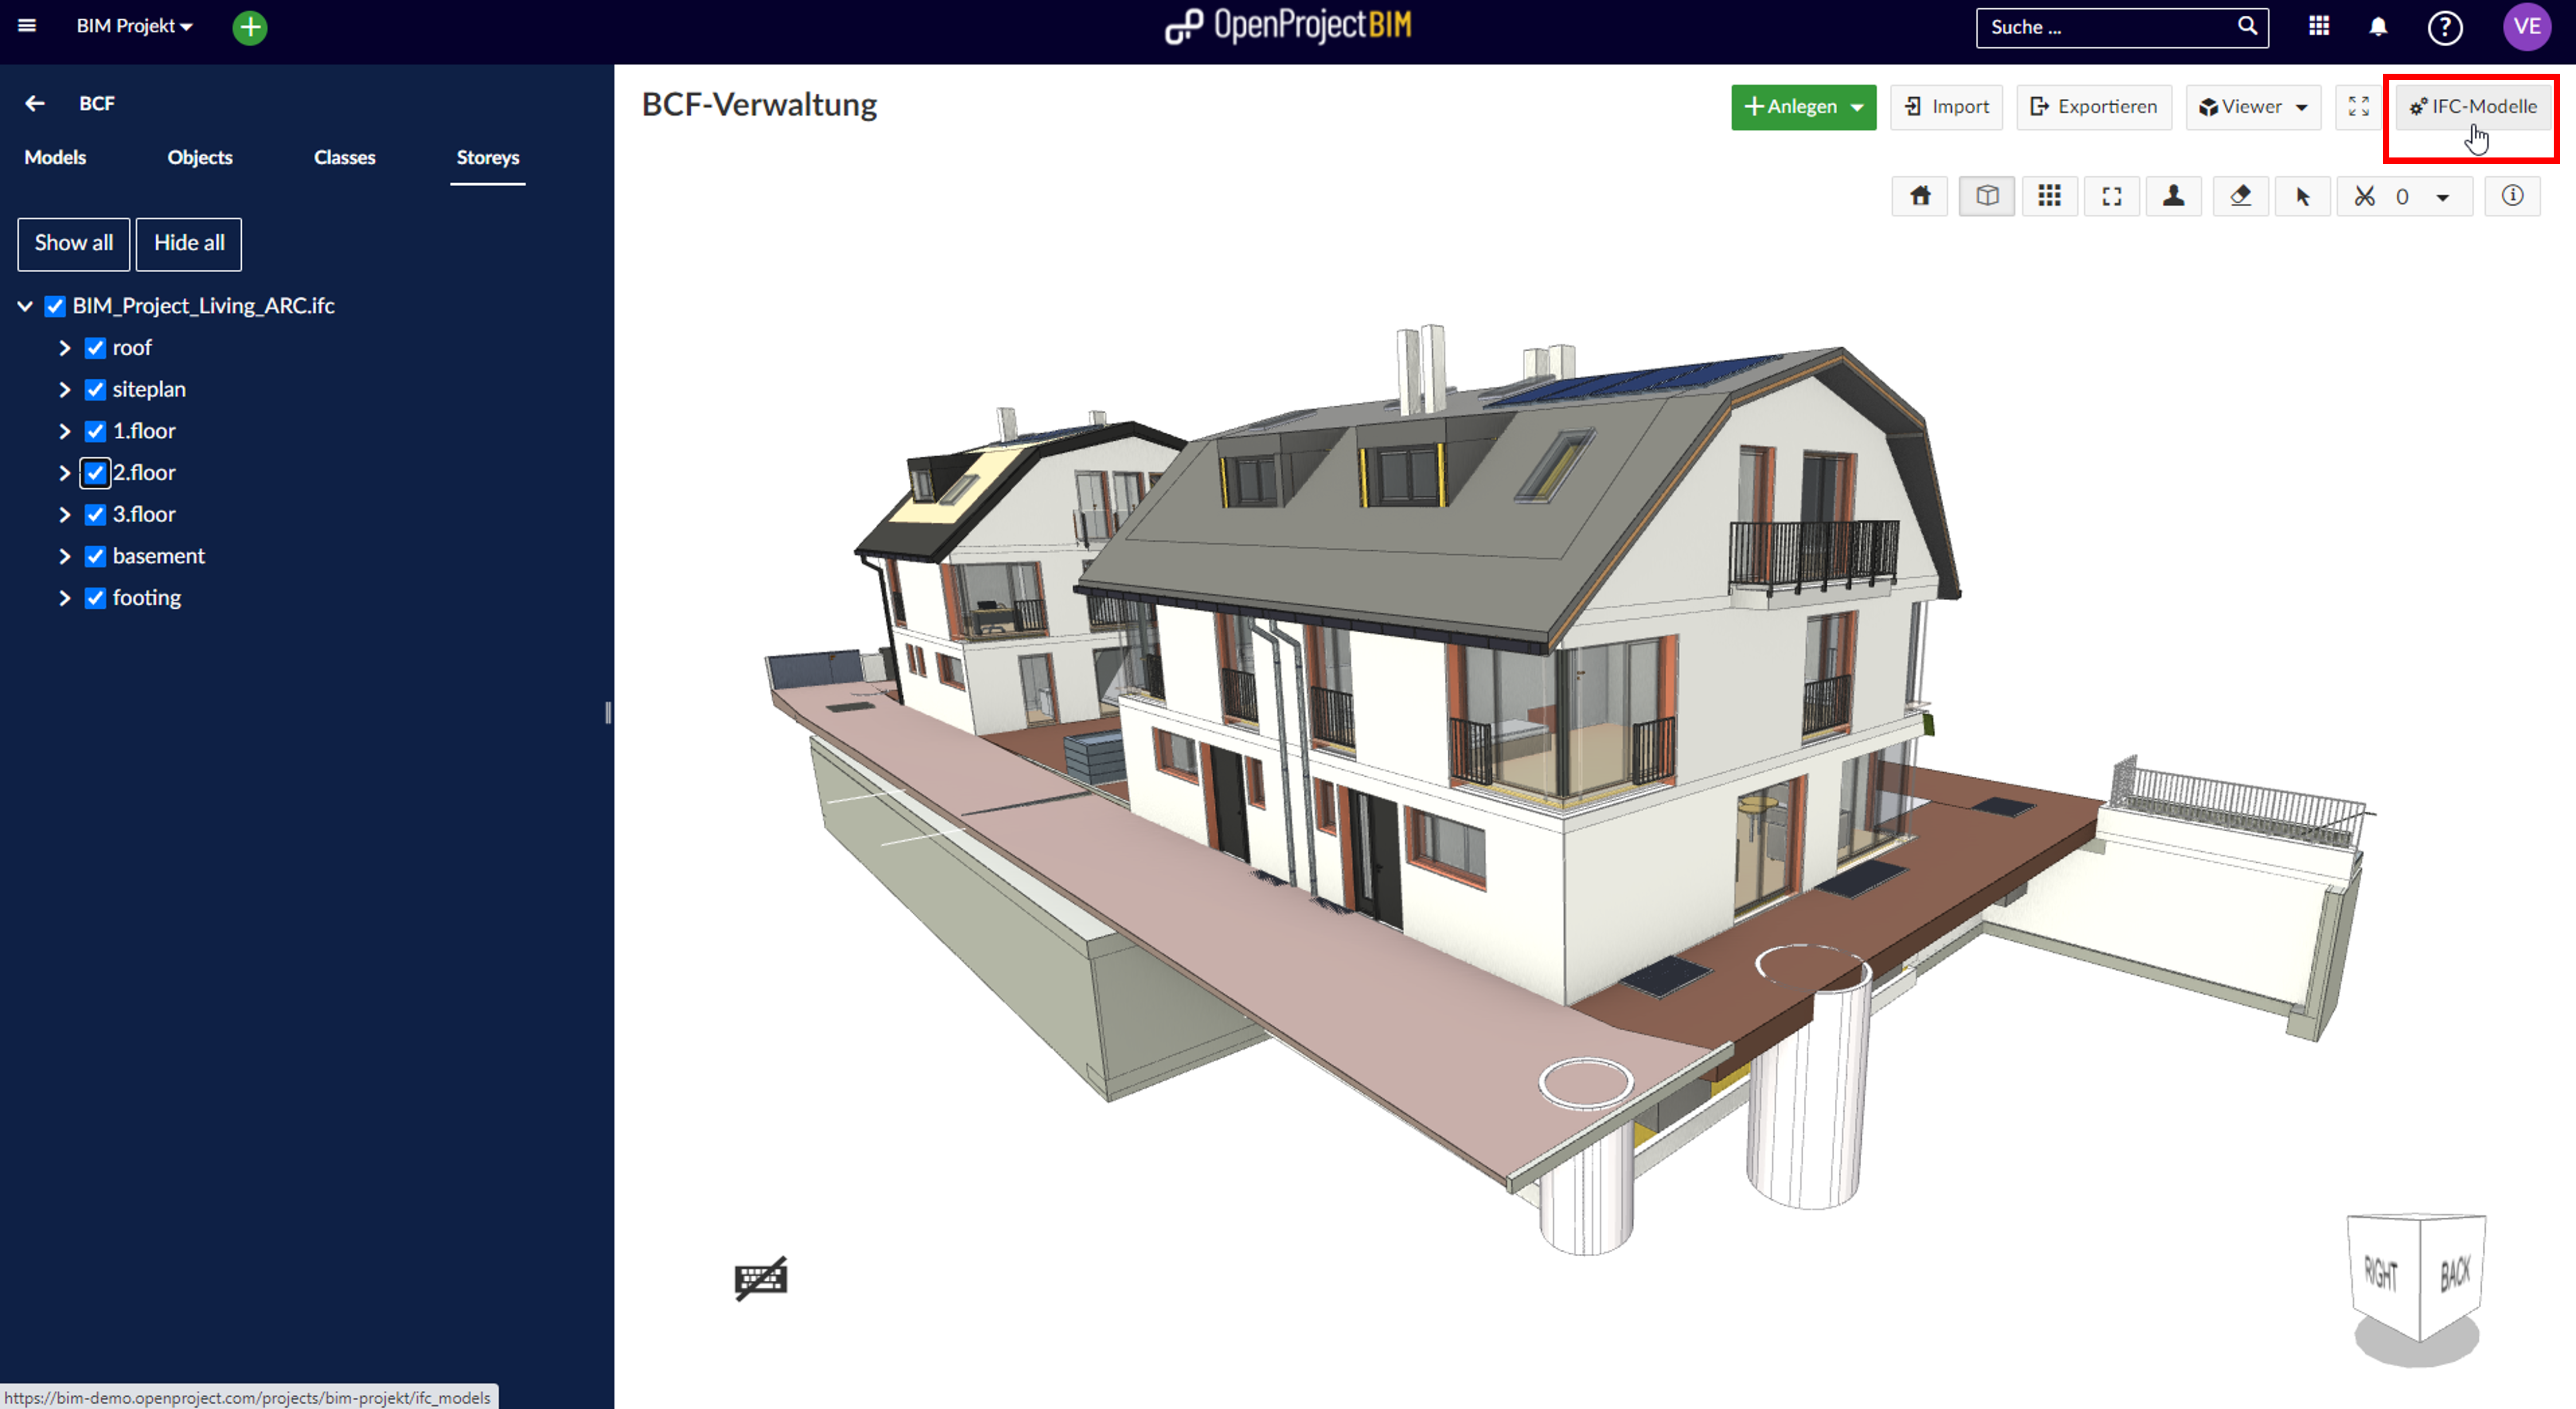 BIM Projekt
OpenProjectBIM
Suche ...
VE
BCF
BCF-Verwaltung
Anlegen
Import
Exportieren
Viewer
IFC-Modelle
Models
Objects
Classes
Storeys
0
Show all
Hide all
BIM_Project_Living_ARC.ifc
roof
siteplan
1.floor
2.floor
3.floor
basement
footing
RIGHT
BACK
https://bim-demo.openproject.com/projects/bim-projekt/ifc_models